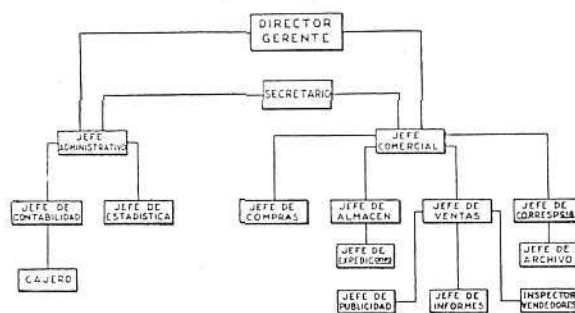 DIRECTOR
GERENTE
SECRETARIO
JEFE
ADMINISTRATIVO
JEFE
COMERCIAL
JEFE DE
CONTABILIDAD
JEFE DE
ESTADISTICA
JEFE DE
COMPRAS
JEFE DE
ALMACEN
JEFE DE
VENTAS
JEFE DE
CORRESPCIA
JEFE DE
EXPEDICONES
JEFE DE
ARCHIVO
CAJERO
JEFE DE
PUBLICIDAD
JEFE DE
INFORMES
INSPECTOR
VENDEDORES